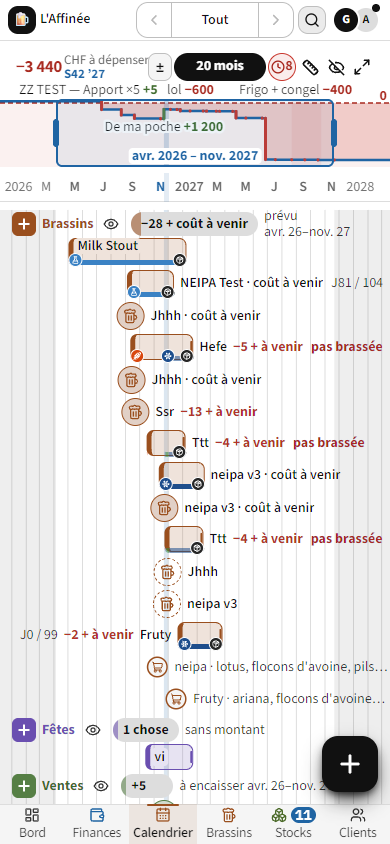 L'Affinée
Tout
G A
−3 440 CHF à dépenser
S42 ’27
±
20 mois
8
ZZ TEST — Apport ×5 +5 lol −600 Frigo + congel −400
0
De ma poche +1 200
avr. 2026 – nov. 2027
2026 M M J S N 2027 M M J S N 2028
Brassins
−28 + coût à venir
prévu
avr. 26–nov. 27
Milk Stout
NEIPA Test · coût à venir J81 / 104
Jhhh · coût à venir
Hefe −5 + à venir pas brassée
Jhhh · coût à venir
Ssr −13 + à venir
Ttt −4 + à venir pas brassée
neipa v3 · coût à venir
neipa v3 · coût à venir
Ttt −4 + à venir pas brassée
Jhhh
neipa v3
J0 / 99 −2 + à venir Fruty
neipa · lotus, flocons d'avoine, pils…
Fruty · ariana, flocons d'avoine…
Fêtes
1 chose
sans montant
vi
Ventes
+5
à encaisser avr. 26–nov. 2
Bord
Finances
Calendrier
Brassins
Stocks
11
Clients